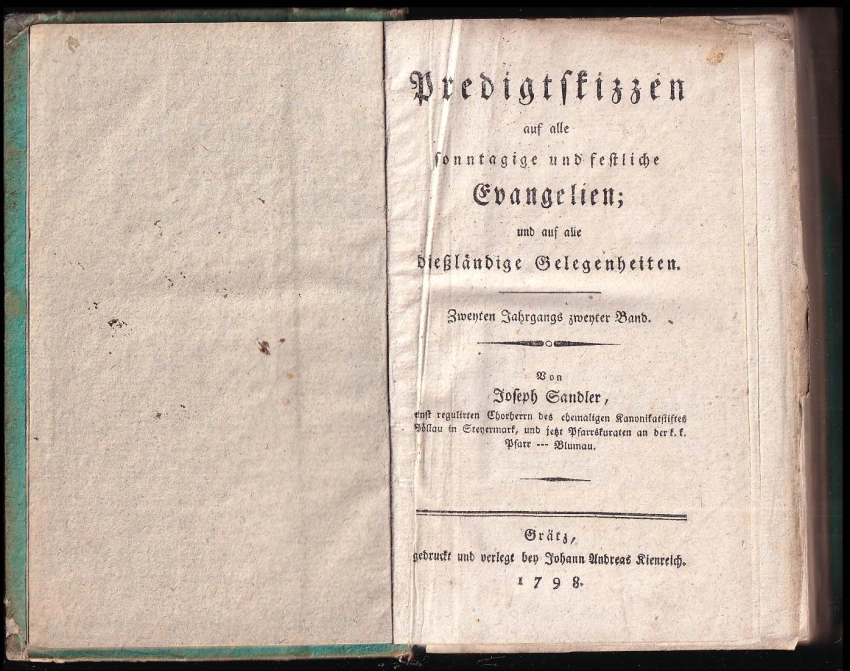 Predigtskizzen
auf alle
sonntagige und festliche
Evangelien;
und auf alle
dießländige Gelegenheiten.
Zweyten Jahrgangs zweyter Band.
Von
Joseph Sandler,
einst regulirten Chorherrn des ehemaligen Kanonikatstiftes
Völlau in Steyermark, und jetzt Pfarrskuraten an der k. k.
Pfarr --- Blumau.
Grätz,
gedruckt und verlegt bey Johann Andreas Kienreich.
1798.